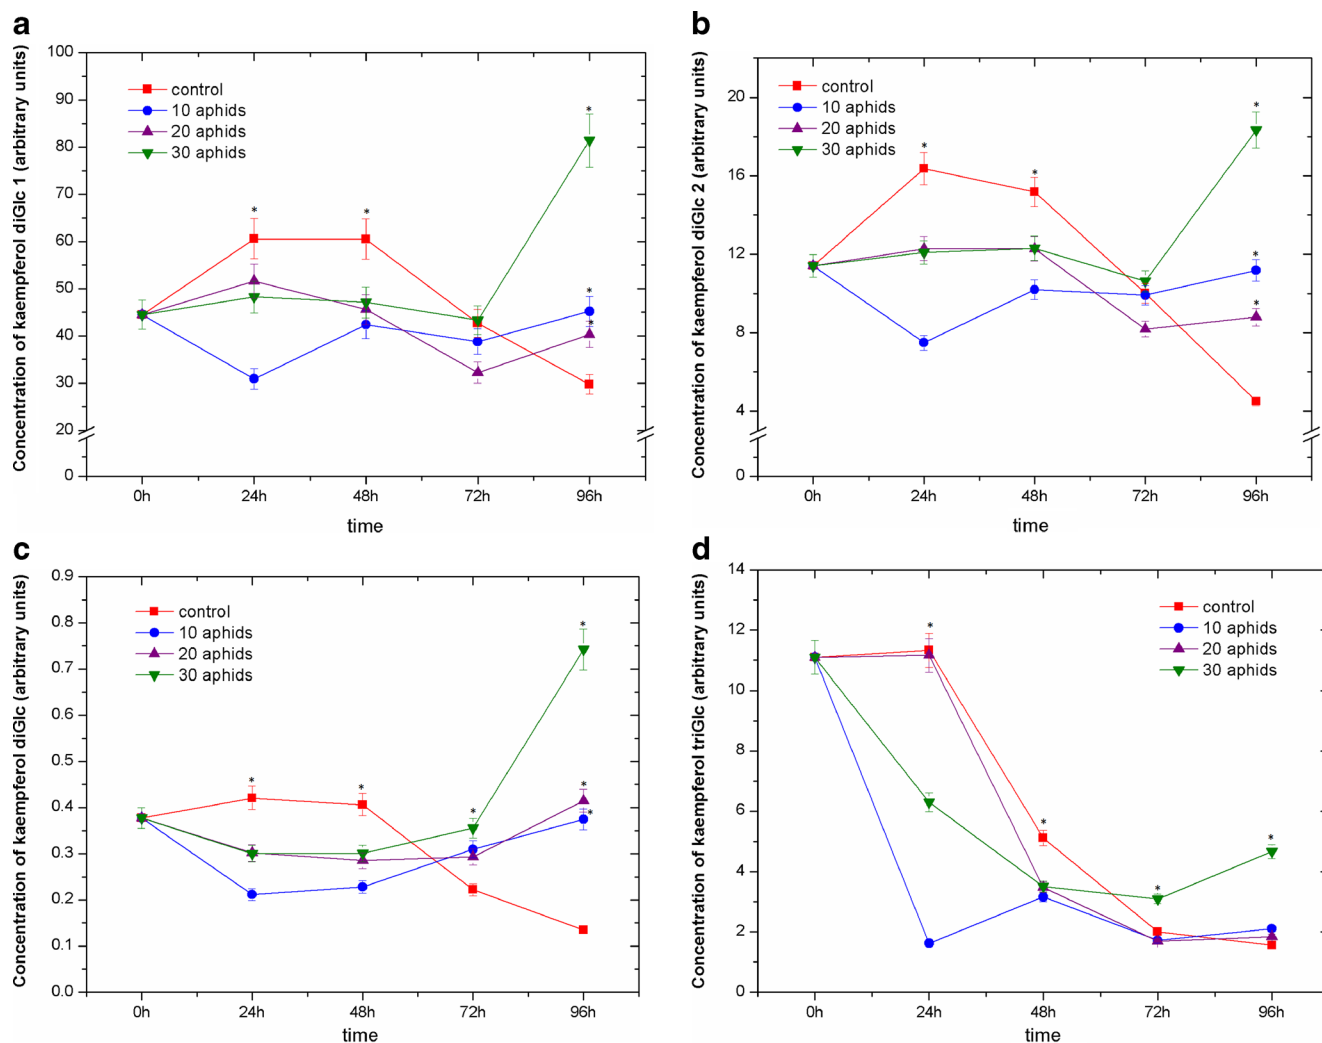 a
Concentration of kaempferol diGlc 1 (arbitrary units)
100
90
80
70
60
50
40
30
20
0
control
10 aphids
20 aphids
30 aphids
*
*
*
*
*
0h
24h
48h
72h
96h
time
b
Concentration of kaempferol diGlc 2 (arbitrary units)
20
16
12
8
4
0
control
10 aphids
20 aphids
30 aphids
*
*
*
*
*
0h
24h
48h
72h
96h
time
c
Concentration of kaempferol diGlc (arbitrary units)
0.9
0.8
0.7
0.6
0.5
0.4
0.3
0.2
0.1
0.0
control
10 aphids
20 aphids
30 aphids
*
*
*
*
*
*
0h
24h
48h
72h
96h
time
d
Concentration of kaempferol triGlc (arbitrary units)
14
12
10
8
6
4
2
0
control
10 aphids
20 aphids
30 aphids
*
*
*
*
0h
24h
48h
72h
96h
time